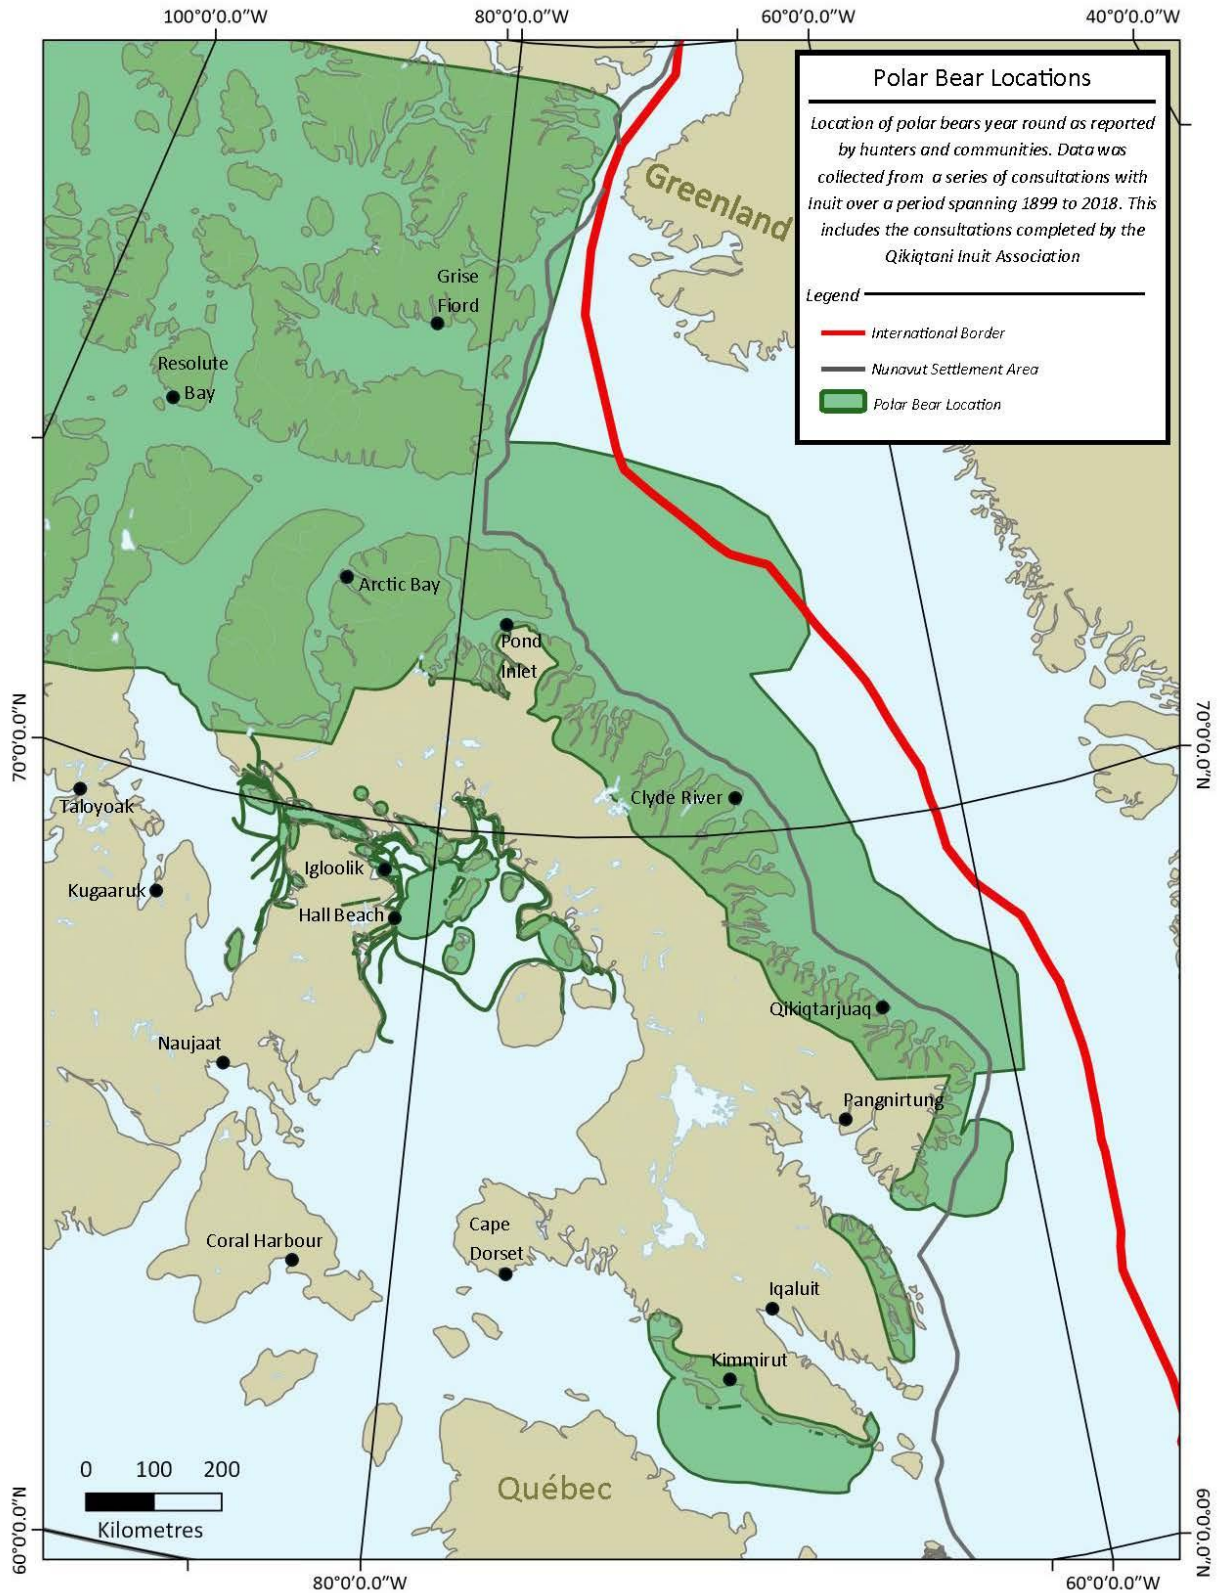 100°0'0.0"W
80°0'0.0"W
60°0'0.0"W
40°0'0.0"W
Polar Bear Locations
Location of polar bears year round as reported
by hunters and communities. Data was
collected from a series of consultations with
Inuit over a period spanning 1899 to 2018. This
includes the consultations completed by the
Qikiqtani Inuit Association
Legend
International Border
Nunavut Settlement Area
Polar Bear Location
Greenland
Grise
Fiord
Resolute
Bay
Arctic Bay
Pond
Inlet
70°0'0.0"N
70°0'0.0"N
Taloyoak
Clyde River
Igloolik
Kugaaruk
Hall Beach
Qikiqtarjuaq
Naujaat
Pangnirtung
Cape
Dorset
Coral Harbour
Iqaluit
Kimmirut
0 100 200
Kilometres
Québec
60°0'0.0"N
60°0'0.0"N
80°0'0.0"W
60°0'0.0"W